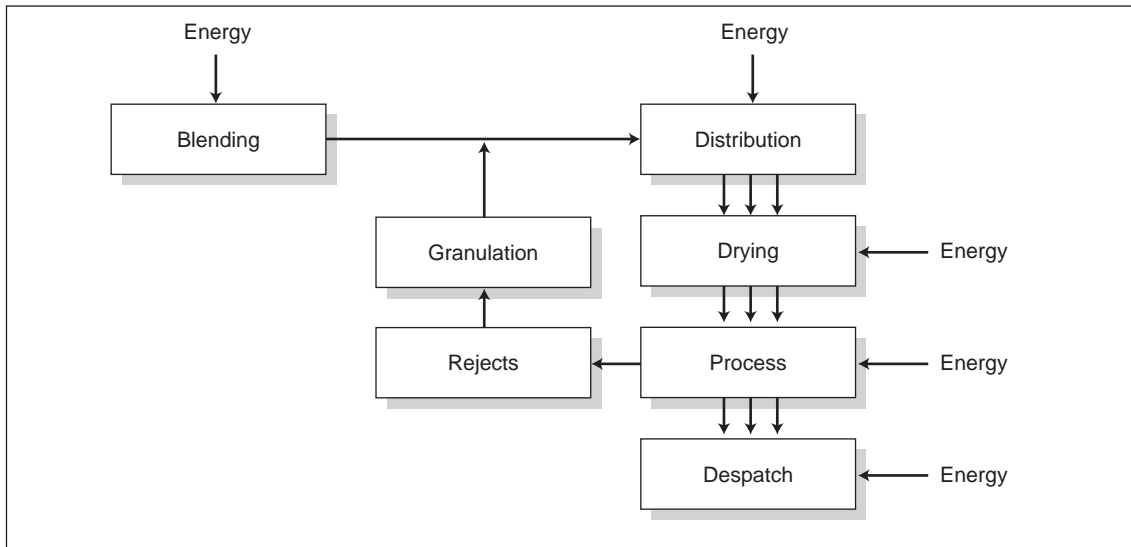 Energy
Energy
Blending
Distribution
Granulation
Drying
Energy
Rejects
Process
Energy
Despatch
Energy